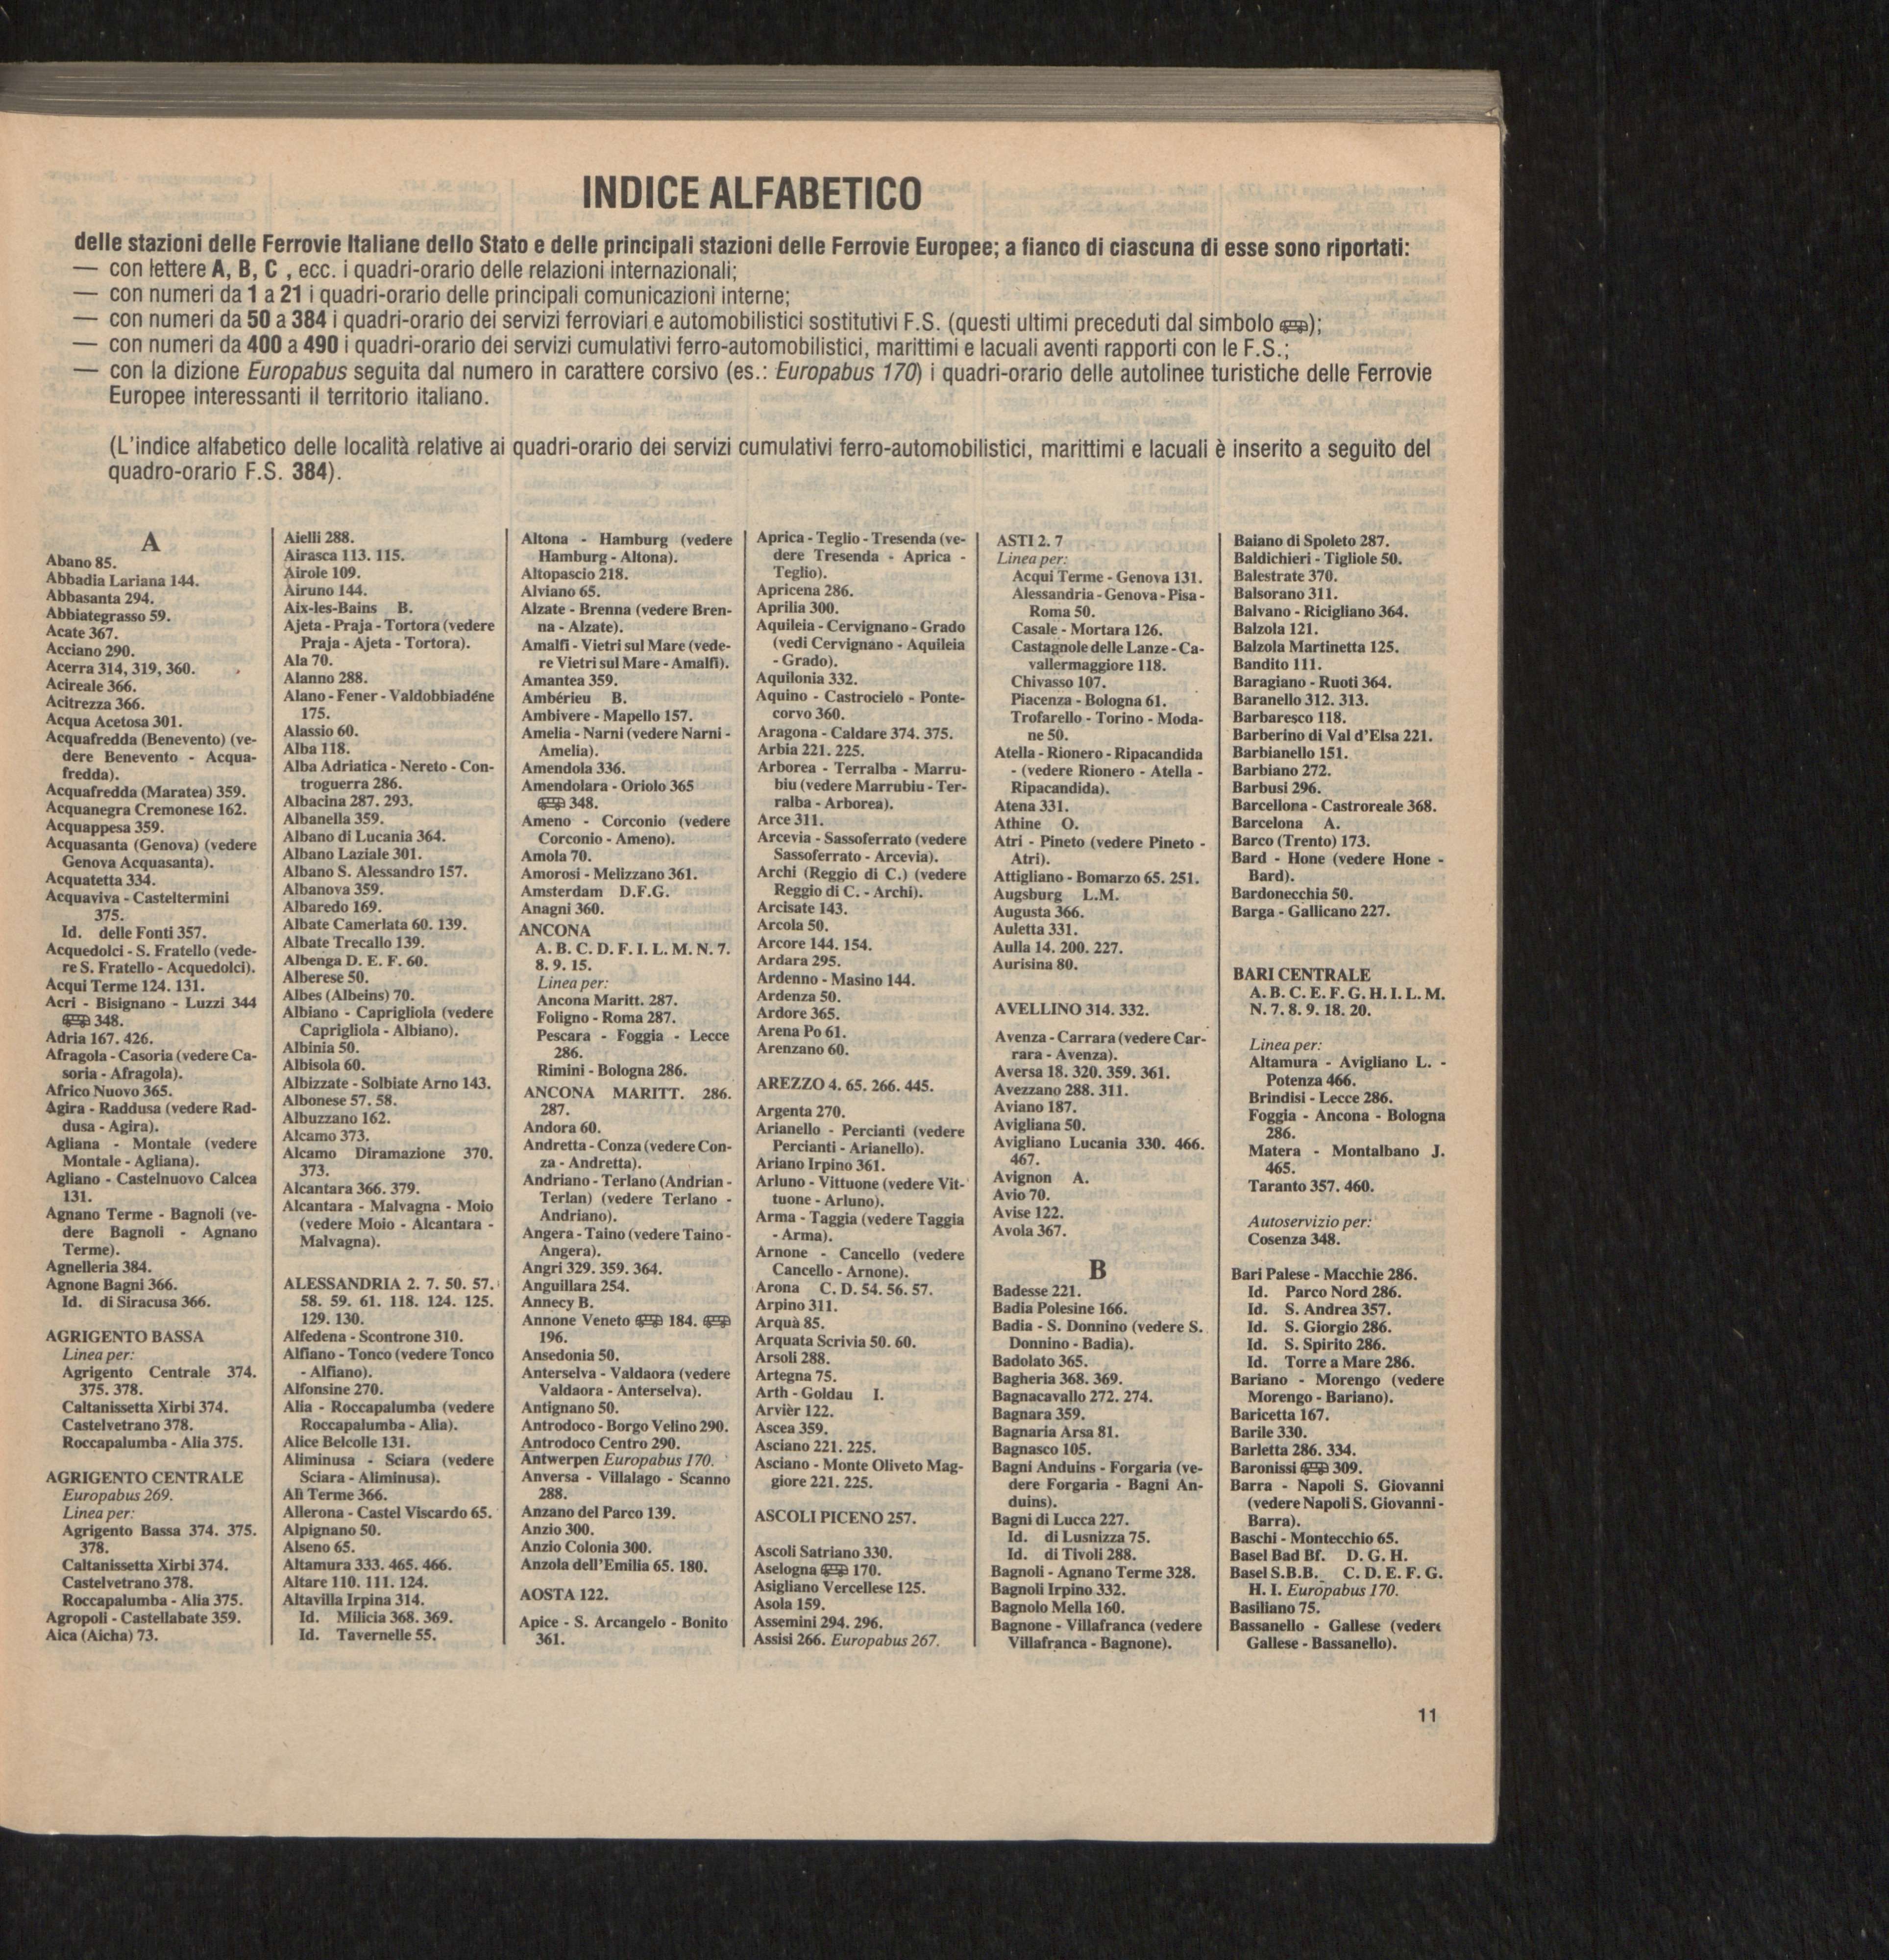 INDICE ALFABETICO
delle stazioni delle Ferrovie Italiane dello Stato e delle principali stazioni delle Ferrovie Europee; a fianco di ciascuna di esse sono riportati:
— con lettere A, B, C , ecc. i quadri-orario delle relazioni internazionali;
— con numeri da 1 a 21 i quadri-orario delle principali comunicazioni interne;
— con numeri da 50 a 384 i quadri-orario dei servizi ferroviari e automobilistici sostitutivi F.S. (questi ultimi preceduti dal simbolo );
— con numeri da 400 a 490 i quadri-orario dei servizi cumulativi ferro-automobilistici, marittimi e lacuali aventi rapporti con le F.S.;
— con la dizione Europabus seguita dal numero in carattere corsivo (es.: Europabus 170) i quadri-orario delle autolinee turistiche delle Ferrovie
Europee interessanti il territorio italiano.
(L'indice alfabetico delle località relative ai quadri-orario dei servizi cumulativi ferro-automobilistici, marittimi e lacuali è inserito a seguito del
quadro-orario F.S. 384).
A
Abano 85.
Abbadia Lariana 144.
Abbasanta 294.
Abbiategrasso 59.
Acate 367.
Acciano 290.
Acerra 314, 319, 360.
Acireale 366.
Acitrezza 366.
Acqua Acetosa 301.
Acquafredda (Benevento) (ve-
dere Benevento - Acqua-
fredda).
Acquafredda (Maratea) 359.
Acquanegra Cremonese 162.
Acquappesa 359.
Acquasanta (Genova) (vedere
Genova Acquasanta).
Acquatetta 334.
Acquaviva - Casteltermini
375.
Id. delle Fonti 357.
Acquedolci - S. Fratello (vede-
re S. Fratello - Acquedolci).
Acqui Terme 124. 131.
Acri - Bisignano - Luzzi 344
348.
Adria 167. 426.
Afragola - Casoria (vedere Ca-
soria - Afragola).
Africo Nuovo 365.
Agira - Raddusa (vedere Rad-
dusa - Agira).
Agliana - Montale (vedere
Montale - Agliana).
Agliano - Castelnuovo Calcea
131.
Agnano Terme - Bagnoli (ve-
dere Bagnoli - Agnano
Terme).
Agnelleria 384.
Agnone Bagni 366.
Id. di Siracusa 366.
AGRIGENTO BASSA
Linea per:
Agrigento Centrale 374.
375. 378.
Caltanissetta Xirbi 374.
Castelvetrano 378.
Roccapalumba - Alia 375.
AGRIGENTO CENTRALE
Europabus 269.
Linea per:
Agrigento Bassa 374. 375.
378.
Caltanissetta Xirbi 374.
Castelvetrano 378.
Roccapalumba - Alia 375.
Agropoli - Castellabate 359.
Aica (Aicha) 73.
Aielli 288.
Airasca 113. 115.
Airole 109.
Airuno 144.
Aix-les-Bains B.
Ajeta - Praja - Tortora (vedere
Praja - Ajeta - Tortora).
Ala 70.
Alanno 288.
Alano - Fener - Valdobbiadéne
175.
Alassio 60.
Alba 118.
Alba Adriatica - Nereto - Con-
troguerra 286.
Albacina 287. 293.
Albanella 359.
Albano di Lucania 364.
Albano Laziale 301.
Albano S. Alessandro 157.
Albanova 359.
Albaredo 169.
Albate Camerlata 60. 139.
Albate Trecallo 139.
Albenga D. E. F. 60.
Alberese 50.
Albes (Albeins) 70.
Albiano - Caprigliola (vedere
Caprigliola - Albiano).
Albinia 50.
Albisola 60.
Albizzate - Solbiate Arno 143.
Albonese 57. 58.
Albuzzano 162.
Alcamo 373.
Alcamo Diramazione 370.
373.
Alcantara 366. 379.
Alcantara - Malvagna - Moio
(vedere Moio - Alcantara -
Malvagna).
ALESSANDRIA 2. 7. 50. 57.
58. 59. 61. 118. 124. 125.
129. 130.
Alfedena - Scontrone 310.
Alfiano - Tonco (vedere Tonco
- Alfiano).
Alfonsine 270.
Alia - Roccapalumba (vedere
Roccapalumba - Alia).
Alice Belcolle 131.
Aliminusa - Sciara (vedere
Sciara - Aliminusa).
Alì Terme 366.
Allerona - Castel Viscardo 65.
Alpignano 50.
Alseno 65.
Altamura 333. 465. 466.
Altare 110. 111. 124.
Altavilla Irpina 314.
Id. Milicia 368. 369.
Id. Tavernelle 55.
Altona - Hamburg (vedere
Hamburg - Altona).
Altopascio 218.
Alviano 65.
Alzate - Brenna (vedere Bren-
na - Alzate).
Amalfi - Vietri sul Mare (vede-
re Vietri sul Mare - Amalfi).
Amantea 359.
Ambérieu B.
Ambivere - Mapello 157.
Amelia - Narni (vedere Narni -
Amelia).
Amendola 336.
Amendolara - Oriolo 365
348.
Ameno - Corconio (vedere
Corconio - Ameno).
Amola 70.
Amorosi - Melizzano 361.
Amsterdam D.F.G.
Anagni 360.
ANCONA
A. B. C. D. F. I. L. M. N. 7.
8. 9. 15.
Linea per:
Ancona Maritt. 287.
Foligno - Roma 287.
Pescara - Foggia - Lecce
286.
Rimini - Bologna 286.
ANCONA MARITT. 286.
287.
Andora 60.
Andretta - Conza (vedere Con-
za - Andretta).
Andriano - Terlano (Andrian -
Terlan) (vedere Terlano -
Andriano).
Angera - Taino (vedere Taino -
Angera).
Angri 329. 359. 364.
Anguillara 254.
Annecy B.
Annone Veneto 184.
196.
Ansedonia 50.
Anterselva - Valdaora (vedere
Valdaora - Anterselva).
Antignano 50.
Antrodoco - Borgo Velino 290.
Antrodoco Centro 290.
Antwerpen Europabus 170.
Anversa - Villalago - Scanno
288.
Anzano del Parco 139.
Anzio 300.
Anzio Colonia 300.
Anzola dell'Emilia 65. 180.
AOSTA 122.
Apice - S. Arcangelo - Bonito
361.
Aprica - Teglio - Tresenda (ve-
dere Tresenda - Aprica -
Teglio).
Apricena 286.
Aprilia 300.
Aquileia - Cervignano - Grado
(vedi Cervignano - Aquileia
- Grado).
Aquilonia 332.
Aquino - Castrocielo - Ponte-
corvo 360.
Aragona - Caldare 374. 375.
Arbia 221. 225.
Arborea - Terralba - Marru-
biu (vedere Marrubiu - Ter-
ralba - Arborea).
Arce 311.
Arcevia - Sassoferrato (vedere
Sassoferrato - Arcevia).
Archi (Reggio di C.) (vedere
Reggio di C. - Archi).
Arcisate 143.
Arcola 50.
Arcore 144. 154.
Ardara 295.
Ardenno - Masino 144.
Ardenza 50.
Ardore 365.
Arena Po 61.
Arenzano 60.
AREZZO 4. 65. 266. 445.
Argenta 270.
Arianello - Percianti (vedere
Percianti - Arianello).
Ariano Irpino 361.
Arluno - Vittuone (vedere Vit-
tuone - Arluno).
Arma - Taggia (vedere Taggia
- Arma).
Arnone - Cancello (vedere
Cancello - Arnone).
Arona C. D. 54. 56. 57.
Arpino 311.
Arquà 85.
Arquata Scrivia 50. 60.
Arsoli 288.
Artegna 75.
Arth - Goldau I.
Arvièr 122.
Ascea 359.
Asciano 221. 225.
Asciano - Monte Oliveto Mag-
giore 221. 225.
ASCOLI PICENO 257.
Ascoli Satriano 330.
Aselogna 170.
Asigliano Vercellese 125.
Asola 159.
Assemini 294. 296.
Assisi 266. Europabus 267.
ASTI 2. 7
Linea per:
Acqui Terme - Genova 131.
Alessandria - Genova - Pisa -
Roma 50.
Casale - Mortara 126.
Castagnole delle Lanze - Ca-
vallermaggiore 118.
Chivasso 107.
Piacenza - Bologna 61.
Trofarello - Torino - Moda-
ne 50.
Atella - Rionero - Ripacandida
- (vedere Rionero - Atella -
Ripacandida).
Atena 331.
Athine O.
Atri - Pineto (vedere Pineto -
Atri).
Attigliano - Bomarzo 65. 251.
Augsburg L.M.
Augusta 366.
Auletta 331.
Aulla 14. 200. 227.
Aurisina 80.
AVELLINO 314. 332.
Avenza - Carrara (vedere Car-
rara - Avenza).
Aversa 18. 320. 359. 361.
Avezzano 288. 311.
Aviano 187.
Avigliana 50.
Avigliano Lucania 330. 466.
467.
Avignon A.
Avio 70.
Avise 122.
Avola 367.
B
Badesse 221.
Badia Polesine 166.
Badia - S. Donnino (vedere S.
Donnino - Badia).
Badolato 365.
Bagheria 368. 369.
Bagnacavallo 272. 274.
Bagnara 359.
Bagnaria Arsa 81.
Bagnasco 105.
Bagni Anduins - Forgaria (ve-
dere Forgaria - Bagni An-
duins).
Bagni di Lucca 227.
Id. di Lusnizza 75.
Id. di Tivoli 288.
Bagnoli - Agnano Terme 328.
Bagnoli Irpino 332.
Bagnolo Mella 160.
Bagnone - Villafranca (vedere
Villafranca - Bagnone).
Baiano di Spoleto 287.
Baldichieri - Tigliole 50.
Balestrate 370.
Balsorano 311.
Balvano - Ricigliano 364.
Balzola 121.
Balzola Martinetta 125.
Bandito 111.
Baragiano - Ruoti 364.
Baranello 312. 313.
Barbaresco 118.
Barberino di Val d'Elsa 221.
Barbianello 151.
Barbiano 272.
Barbusi 296.
Barcellona - Castroreale 368.
Barcelona A.
Barco (Trento) 173.
Bard - Hone (vedere Hone -
Bard).
Bardonecchia 50.
Barga - Gallicano 227.
BARI CENTRALE
A. B. C. E. F. G. H. I. L. M.
N. 7. 8. 9. 18. 20.
Linea per:
Altamura - Avigliano L. -
Potenza 466.
Brindisi - Lecce 286.
Foggia - Ancona - Bologna
286.
Matera - Montalbano J.
465.
Taranto 357. 460.
Autoservizio per:
Cosenza 348.
Bari Palese - Macchie 286.
Id. Parco Nord 286.
Id. S. Andrea 357.
Id. S. Giorgio 286.
Id. S. Spirito 286.
Id. Torre a Mare 286.
Bariano - Morengo (vedere
Morengo - Bariano).
Baricetta 167.
Barile 330.
Barletta 286. 334.
Baronissi 309.
Barra - Napoli S. Giovanni
(vedere Napoli S. Giovanni -
Barra).
Baschi - Montecchio 65.
Basel Bad Bf. D. G. H.
Basel S.B.B. C. D. E. F. G.
H. I. Europabus 170.
Basiliano 75.
Bassanello - Gallese (vedere
Gallese - Bassanello).
11